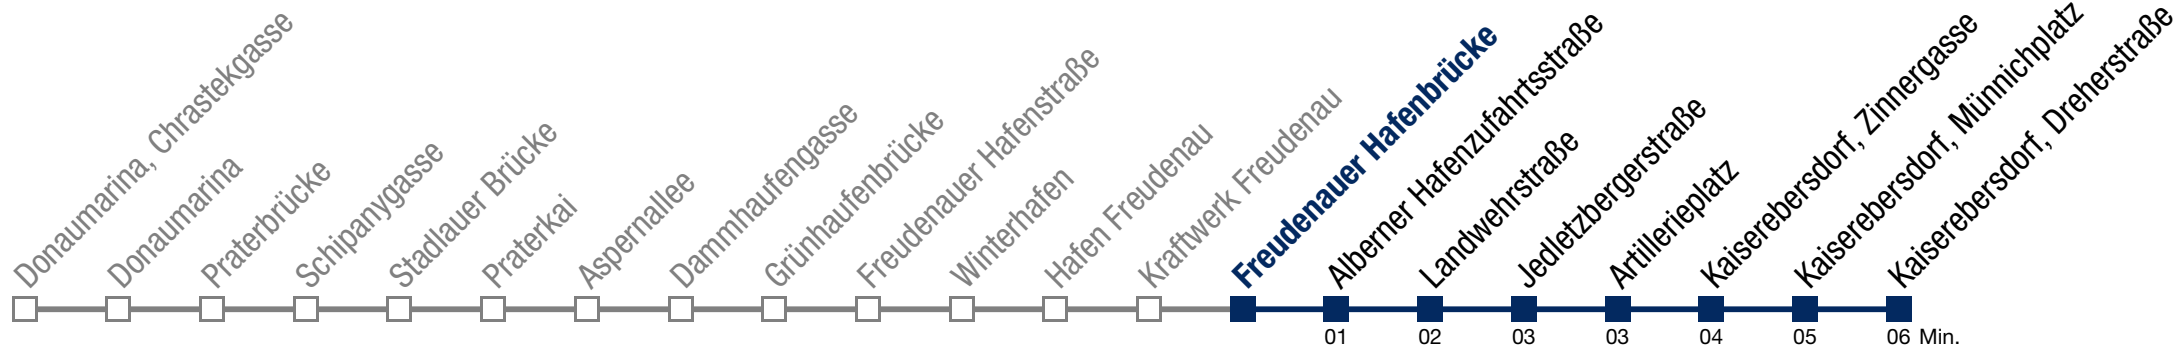 Donaumarina, Chrastekgasse
Donaumarina
Praterbrücke
Schipanygasse
Stadlauer Brücke
Praterkai
Aspernallee
Dammhaufengasse
Grünhaufenbrücke
Freudenauer Hafenstraße
Winterhafen
Hafen Freudenau
Kraftwerk Freudenau
Freudenauer Hafenbrücke
Alberner Hafenzufahrtsstraße
Landwehrstraße
Jedletzbergerstraße
Artillerieplatz
Kaiserebersdorf, Zinnergasse
Kaiserebersdorf, Münnichplatz
Kaiserebersdorf, Dreherstraße
01 02 03 03 04 05 06 Min.